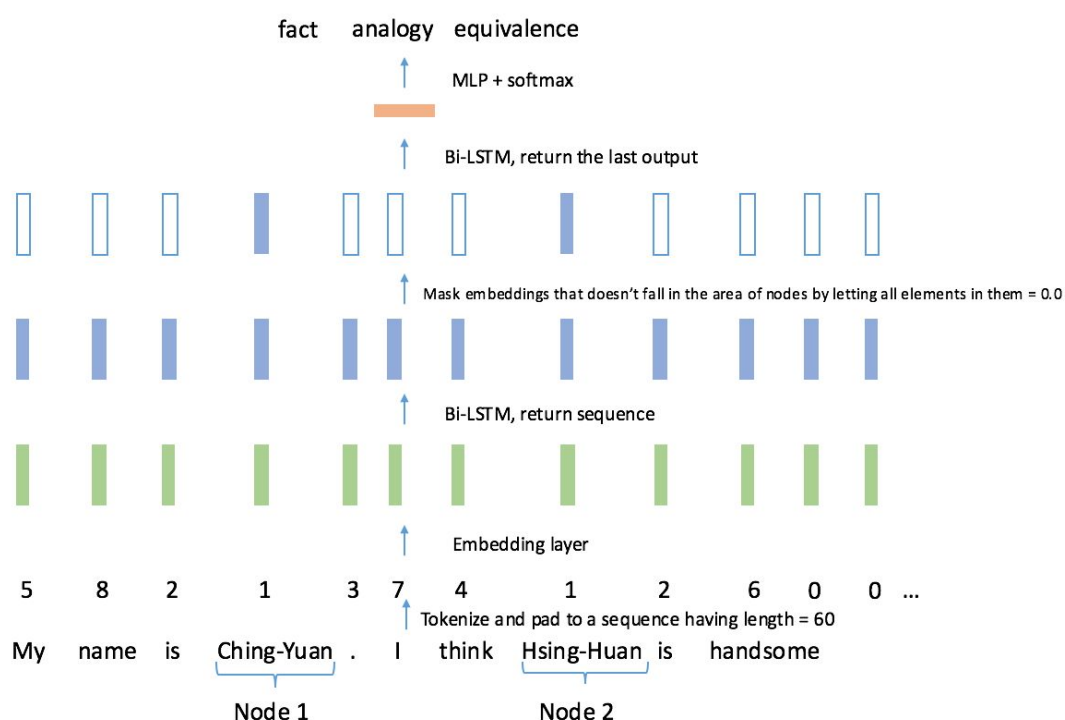 fact analogy equivalence
MLP + softmax
Bi-LSTM, return the last output
Mask embeddings that doesn't fall in the area of nodes by letting all elements in them = 0.0
Bi-LSTM, return sequence
Embedding layer
5 8 2 1 3 7 4 1 2 6 0 0 ...
Tokenize and pad to a sequence having length = 60
My name is Ching-Yuan . I think Hsing-Huan is handsome
Node 1 Node 2